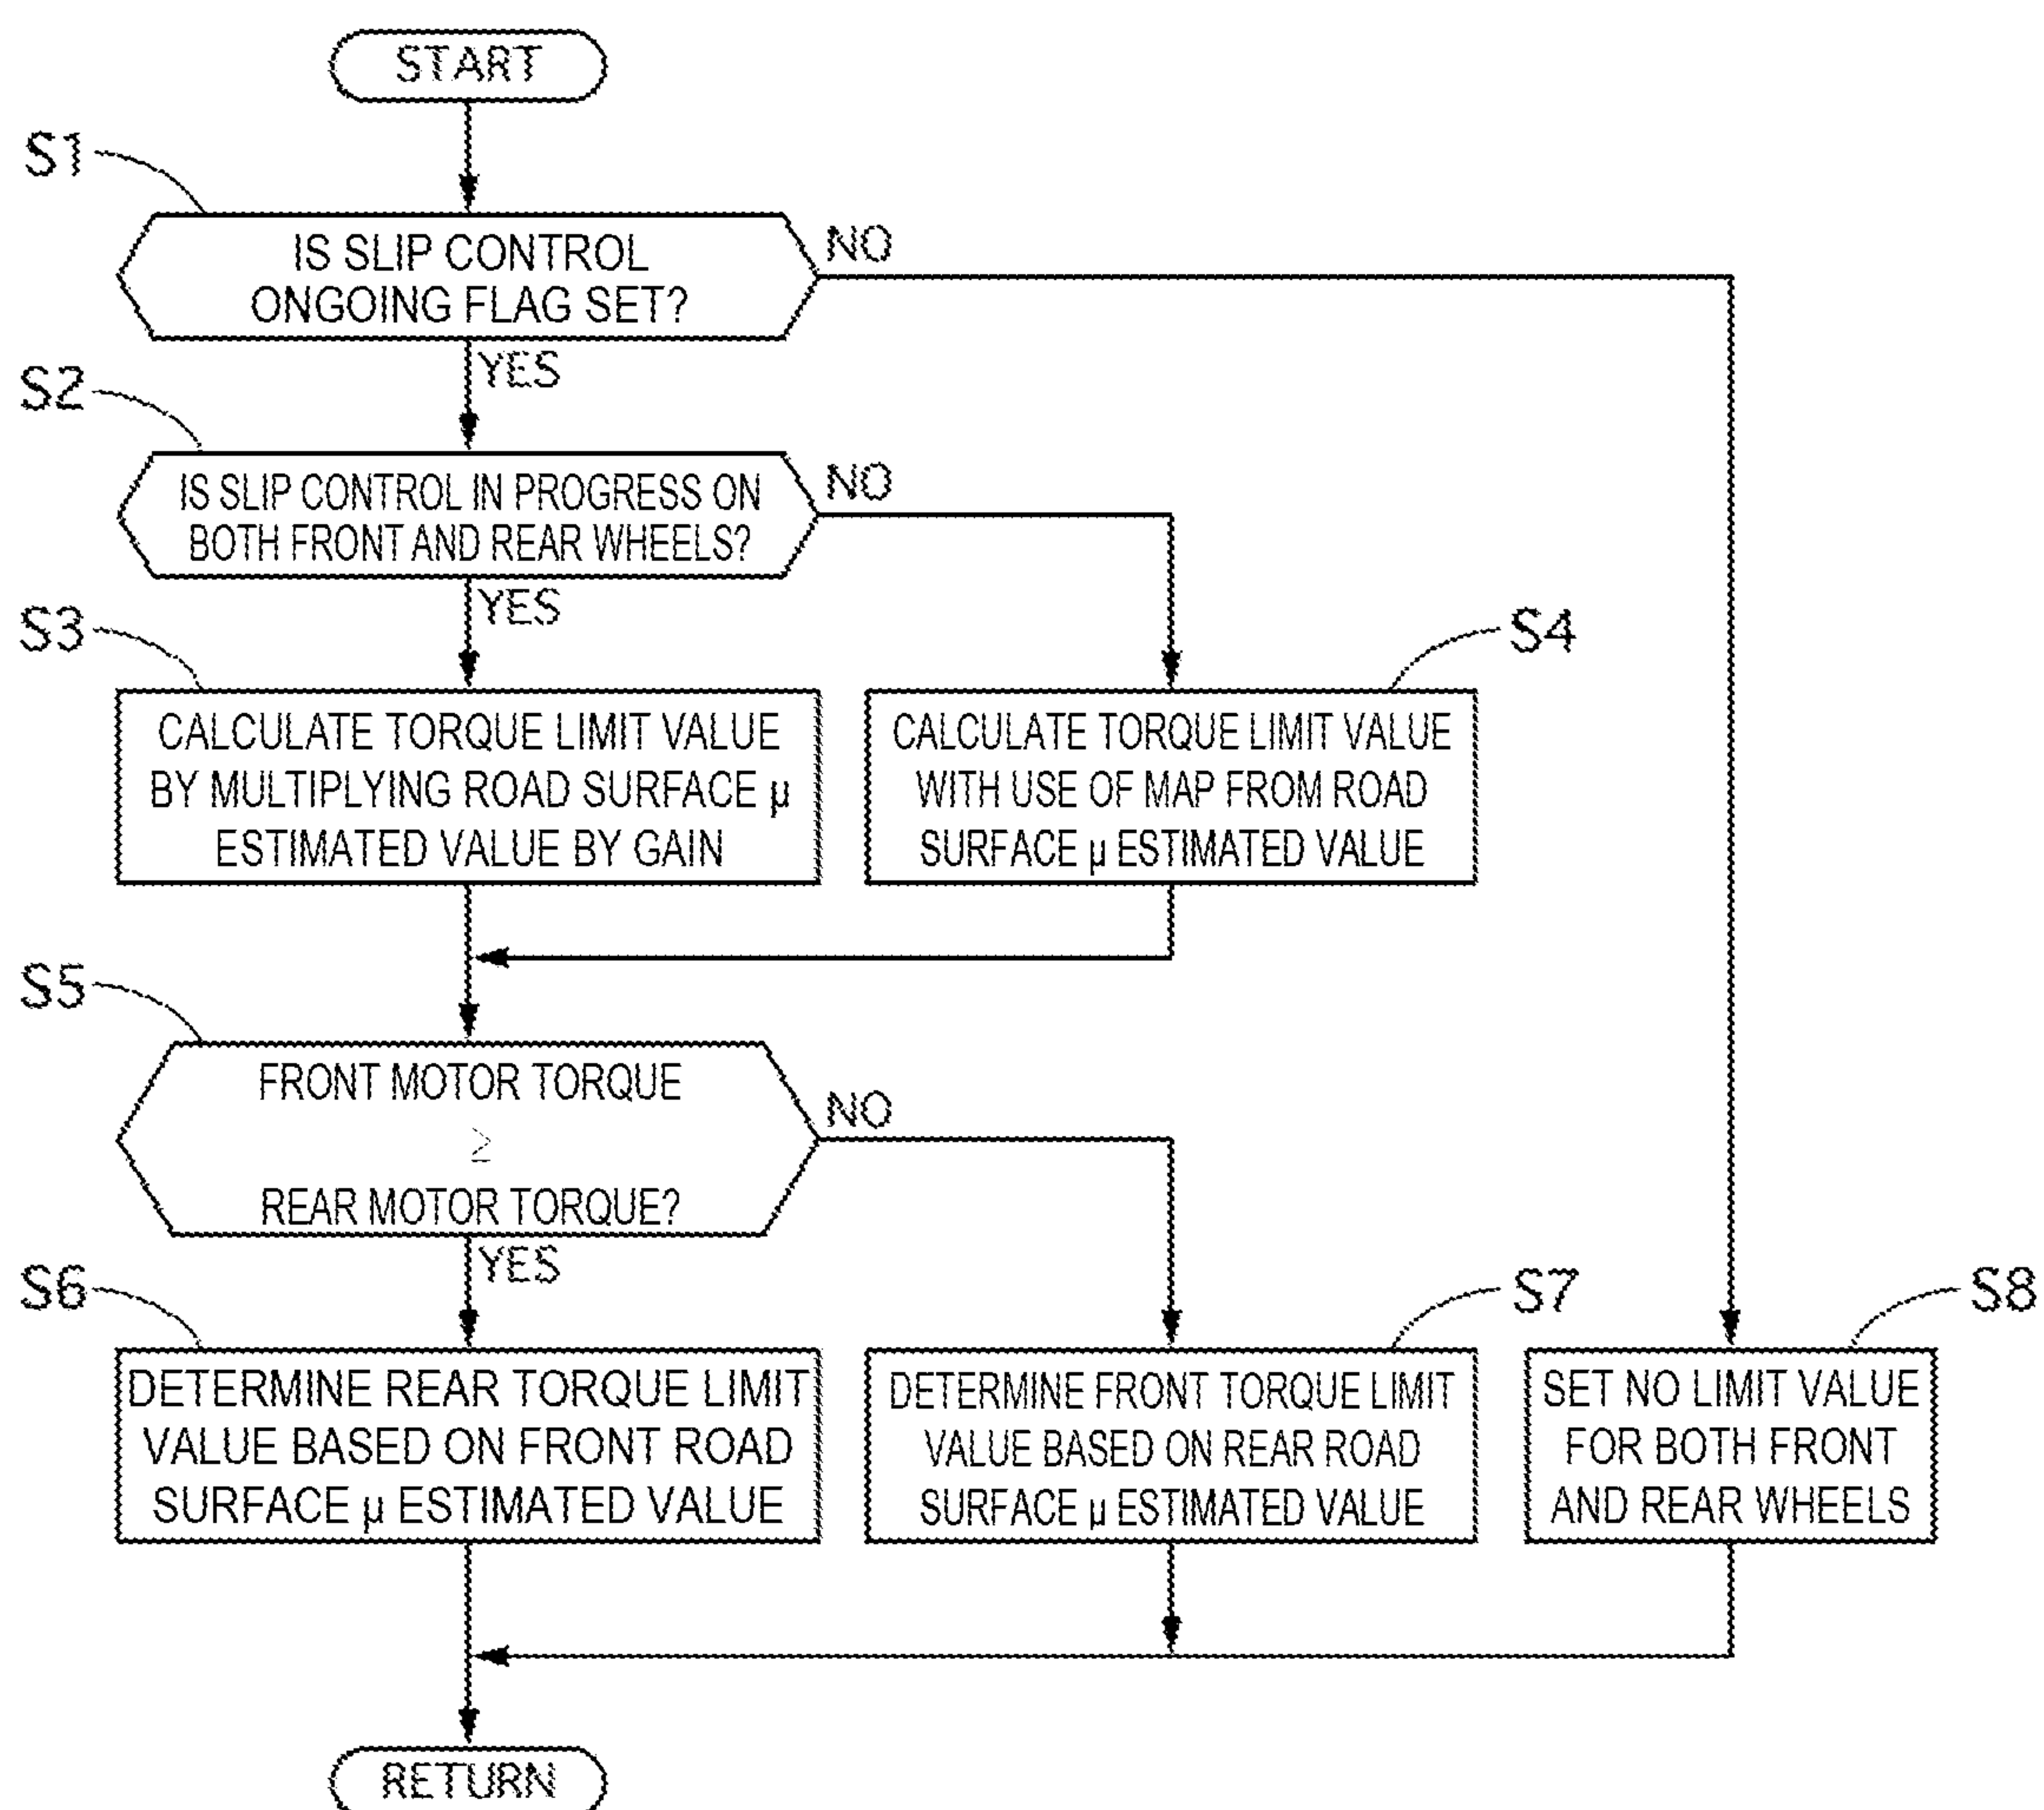 START
S1
IS SLIP CONTROL
ONGOING FLAG SET?
NO
YES
S2
IS SLIP CONTROL IN PROGRESS ON
BOTH FRONT AND REAR WHEELS?
NO
YES
S3
CALCULATE TORQUE LIMIT VALUE
BY MULTIPLYING ROAD SURFACE μ
ESTIMATED VALUE BY GAIN
S4
CALCULATE TORQUE LIMIT VALUE
WITH USE OF MAP FROM ROAD
SURFACE μ ESTIMATED VALUE
S5
FRONT MOTOR TORQUE
≥
REAR MOTOR TORQUE?
NO
YES
S6
DETERMINE REAR TORQUE LIMIT
VALUE BASED ON FRONT ROAD
SURFACE μ ESTIMATED VALUE
S7
DETERMINE FRONT TORQUE LIMIT
VALUE BASED ON REAR ROAD
SURFACE μ ESTIMATED VALUE
S8
SET NO LIMIT VALUE
FOR BOTH FRONT
AND REAR WHEELS
RETURN